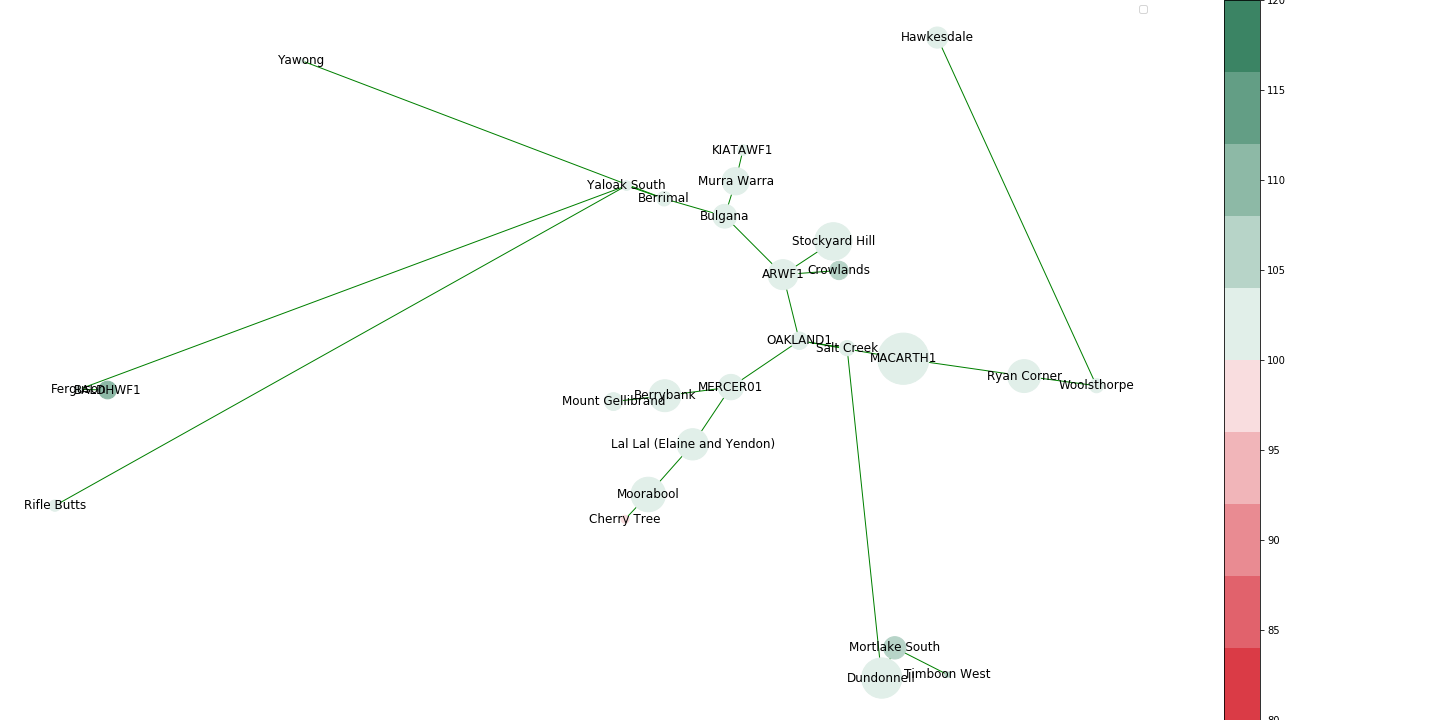 120
Hawkesdale
Yawong
115
KIATAWF1
Murra Warra
110
Yaloak South
Berrimal
Bulgana
Stockyard Hill
ARWF1
Crowlands
105
OAKLAND1
Salt Creek
MACARTH1
100
Ryan Corner
Woolsthorpe
Ferguson
BALDHWF1
MERCER01
Berrybank
Mount Gellibrand
Lal Lal (Elaine and Yendon)
95
Moorabool
Rifle Butts
Cherry Tree
90
85
Mortlake South
Timboon West
Dundonnell
80